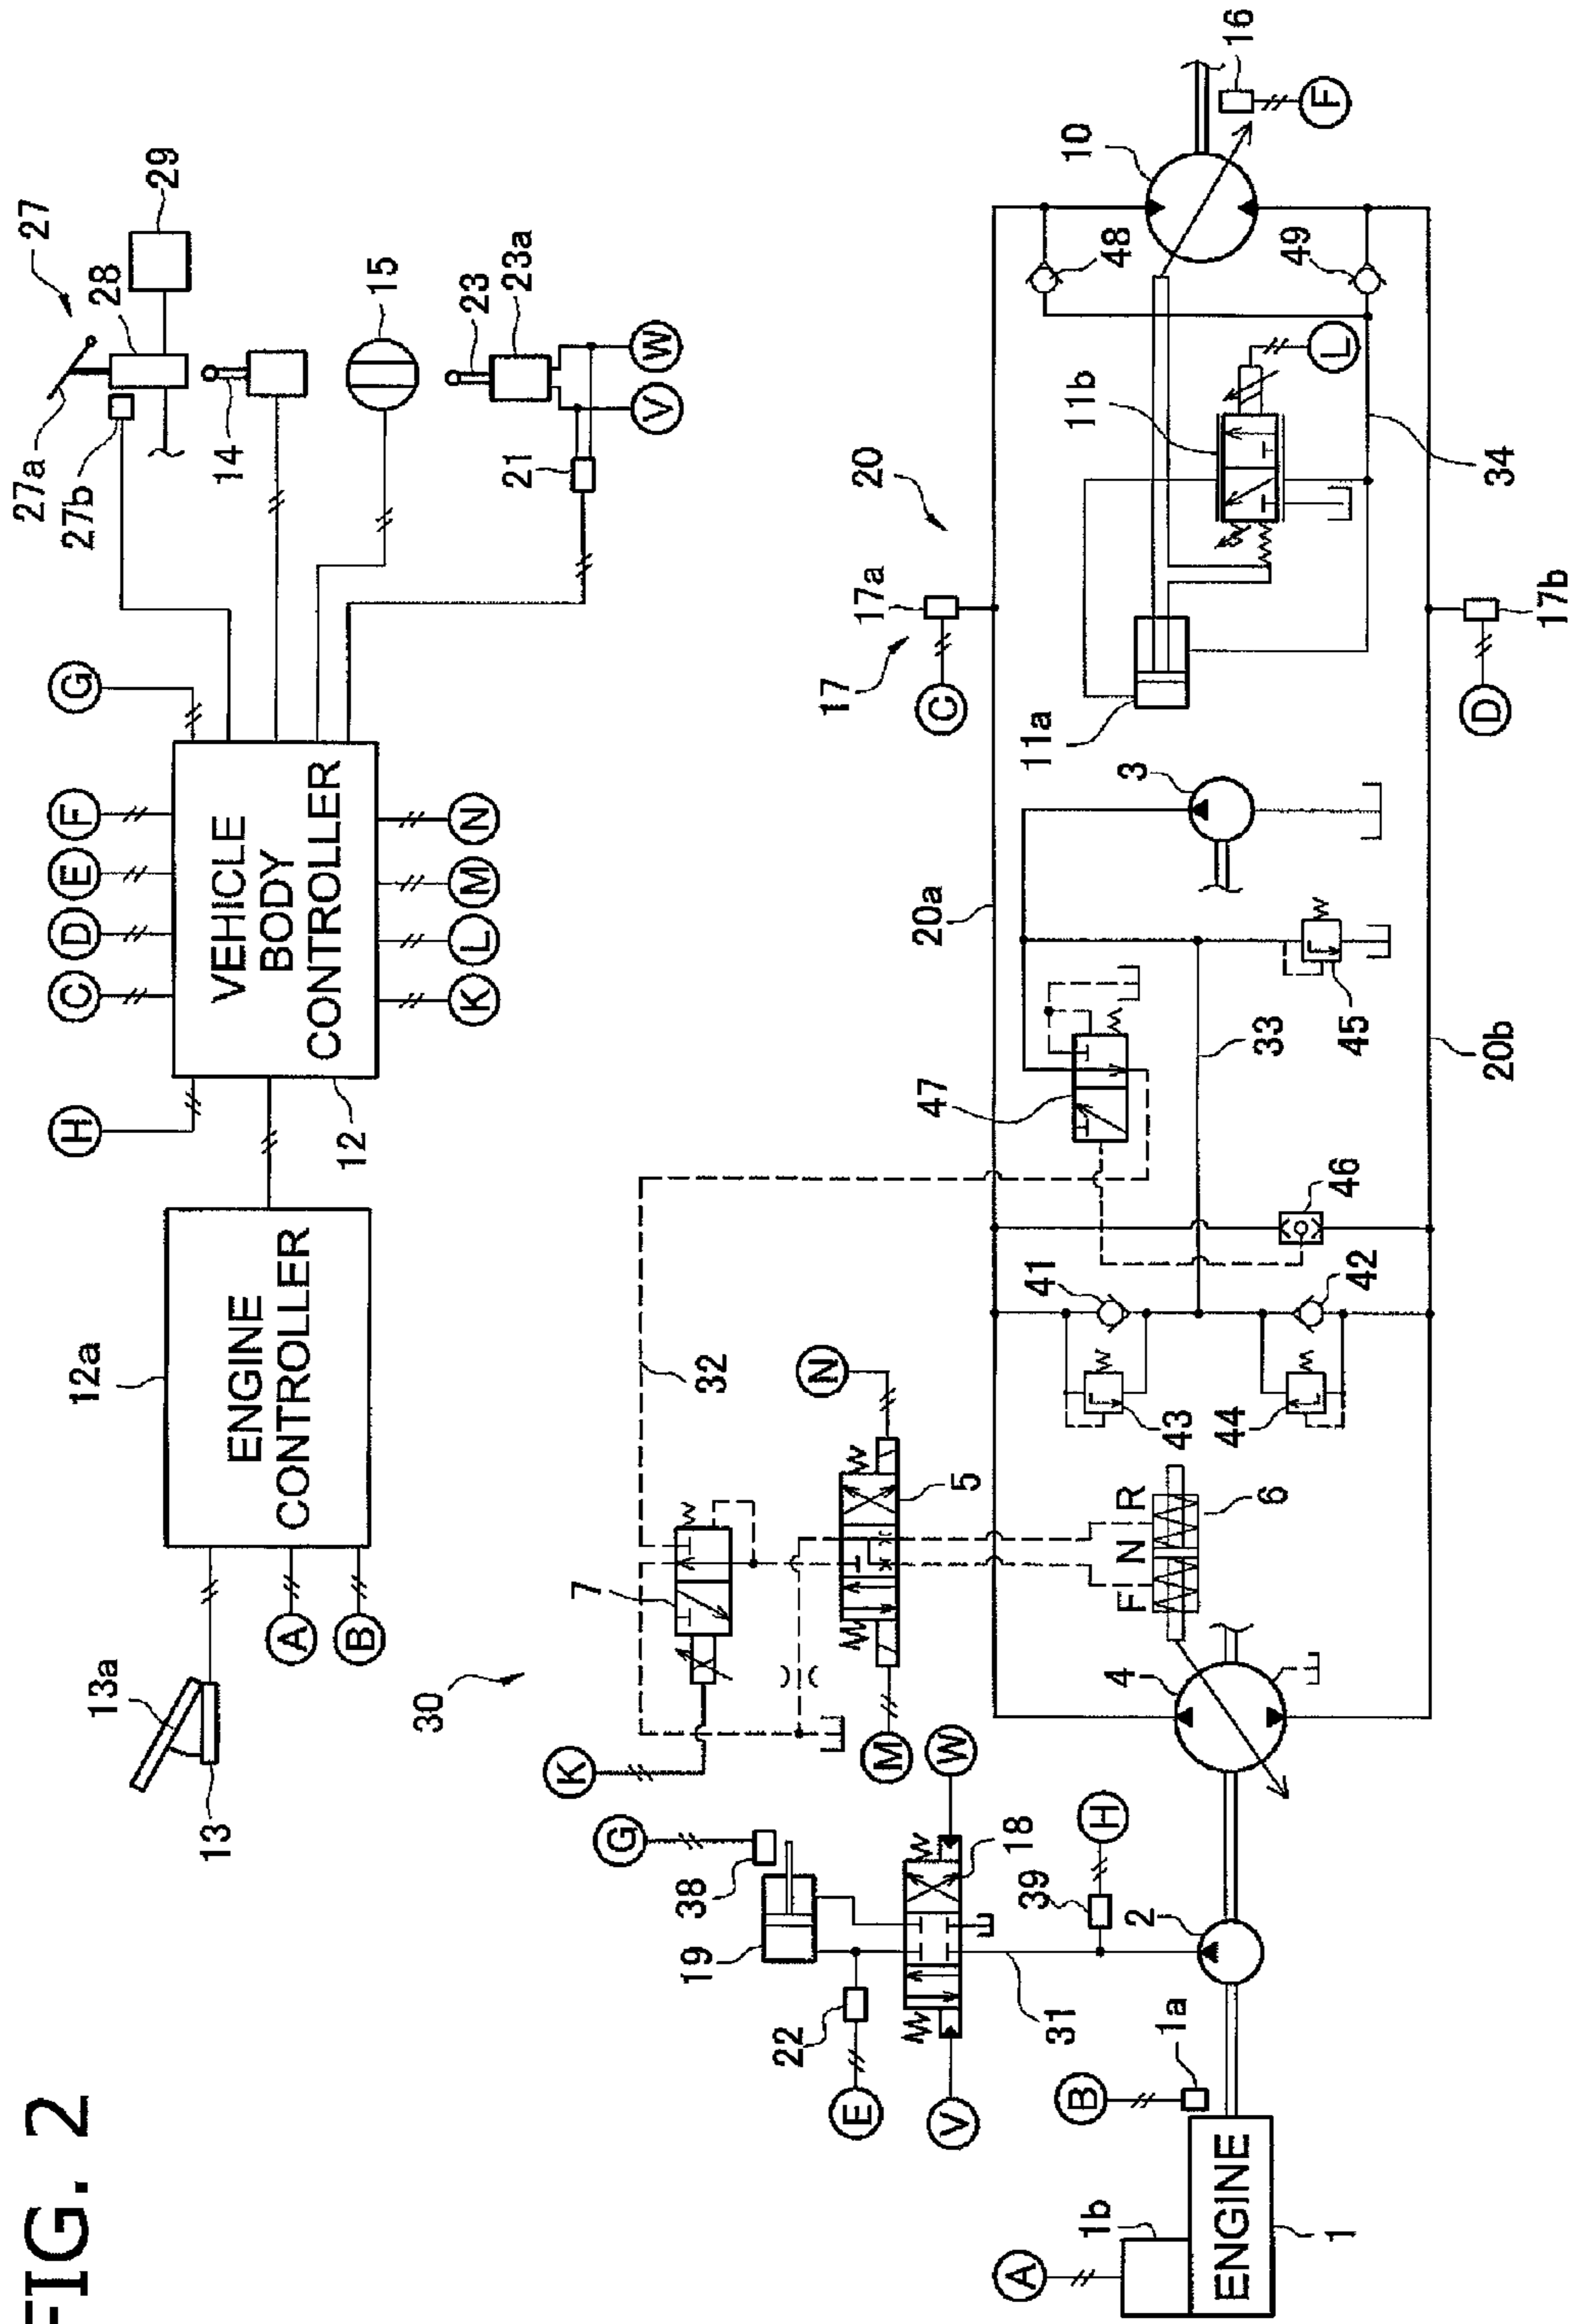 FIG. 2
13a
13
12a
ENGINE
CONTROLLER
A
B
H
12
VEHICLE
BODY
CONTROLLER
C
D
E
F
G
K
L
M
N
27
27a
27b
28
29
14
15
23
23a
21
V
W
30
K
7
32
N
5
M
F
N
R
6
G
38
19
22
E
V
W
18
31
39
H
2
4
1a
B
1b
A
ENGINE
1
43
44
41
42
46
47
33
45
3
20a
20b
20
17
17a
C
17b
D
11a
11b
L
34
48
49
10
16
F